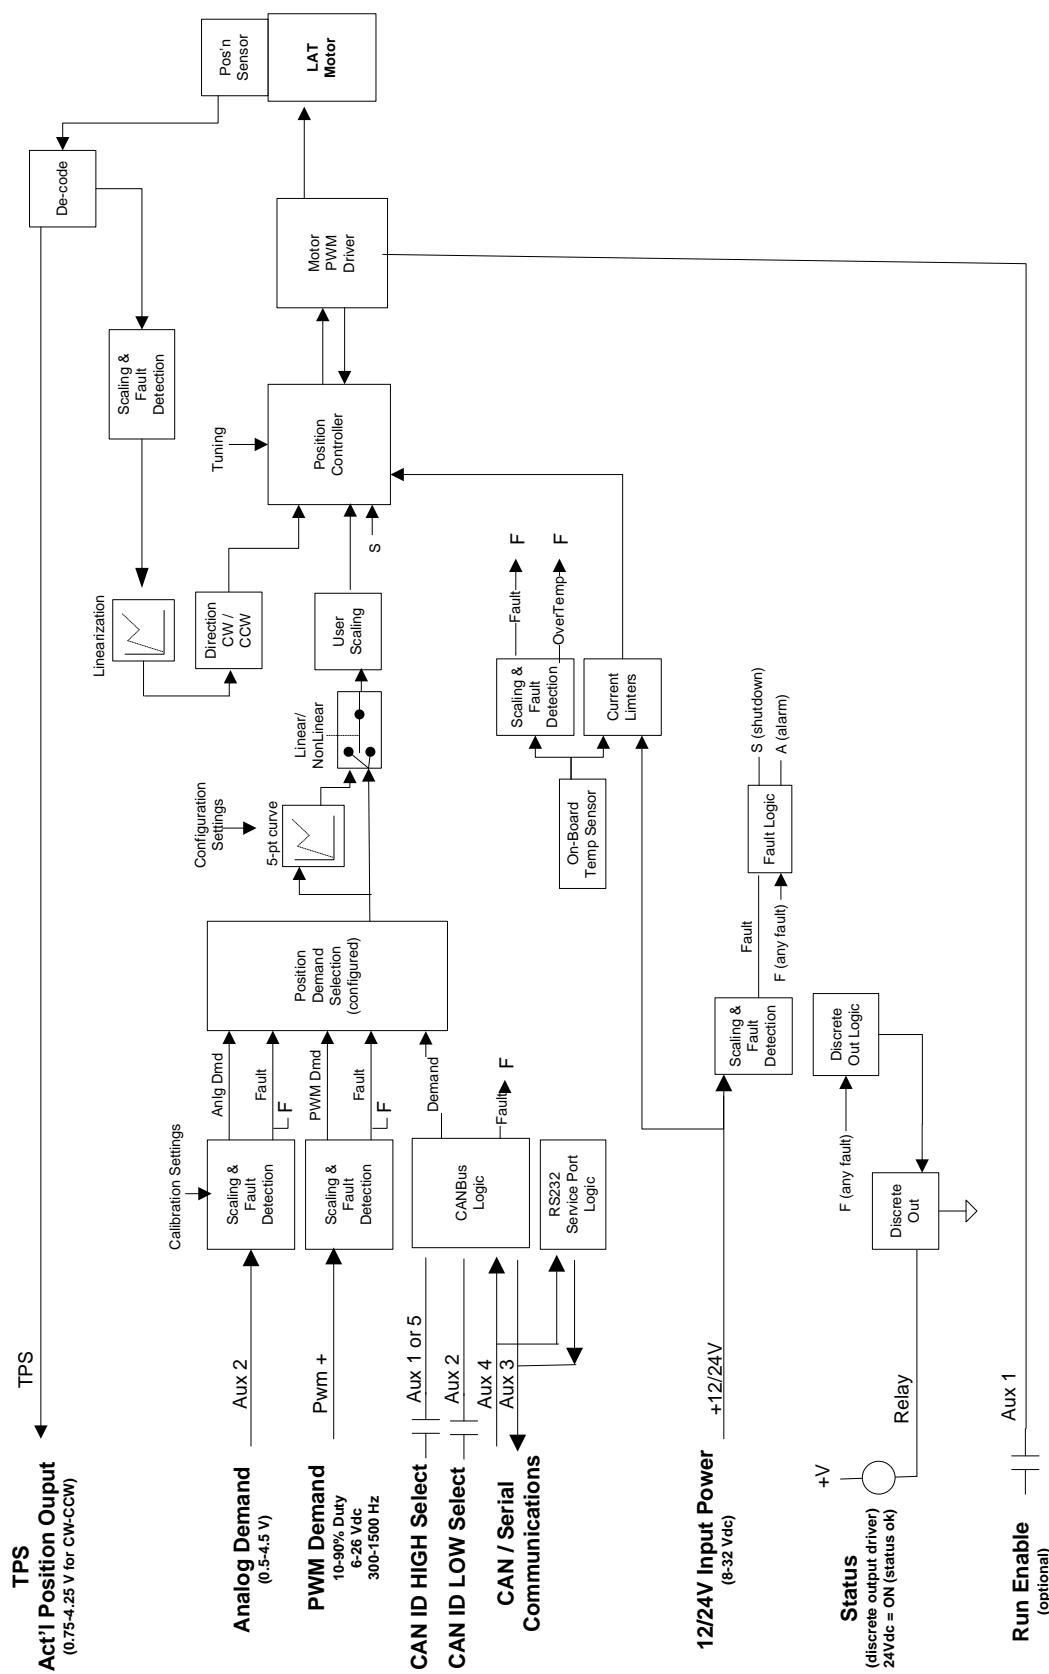 TPS
Act'l Position Ouput
(0.75-4.25 V for CW-CCW)
TPS
De-code
Pos'n
Sensor
LAT
Motor
Scaling &
Fault
Detection
Linearization
Direction
CW /
CCW
Tuning
Position
Controller
Motor
PWM
Driver
S
User
Scaling
Linear/
NonLinear
Configuration
Settings
5-pt curve
Position
Demand
Selection
(configured)
Analog Demand
(0.5-4.5 V)
Aux 2
Calibration Settings
Scaling &
Fault
Detection
Anlg Dmd
Fault
F
PWM Demand
10-90% Duty
6-26 Vdc
300-1500 Hz
Pwm +
Scaling &
Fault
Detection
PWM Dmd
Fault
F
CAN ID HIGH Select
Aux 1 or 5
CAN ID LOW Select
Aux 2
CAN / Serial
Communications
Aux 4
Aux 3
CANBus
Logic
Demand
Fault
F
RS232
Service Port
Logic
On-Board
Temp Sensor
Scaling &
Fault
Detection
Fault
F
OverTemp
F
Current
Limters
12/24V Input Power
(8-32 Vdc)
+12/24V
Scaling &
Fault
Detection
Fault
F (any fault)
Fault Logic
S (shutdown)
A (alarm)
Status
(discrete output driver)
24Vdc = ON (status ok)
+V
Relay
Discrete
Out
F (any fault)
Discrete
Out Logic
Run Enable
(optional)
Aux 1